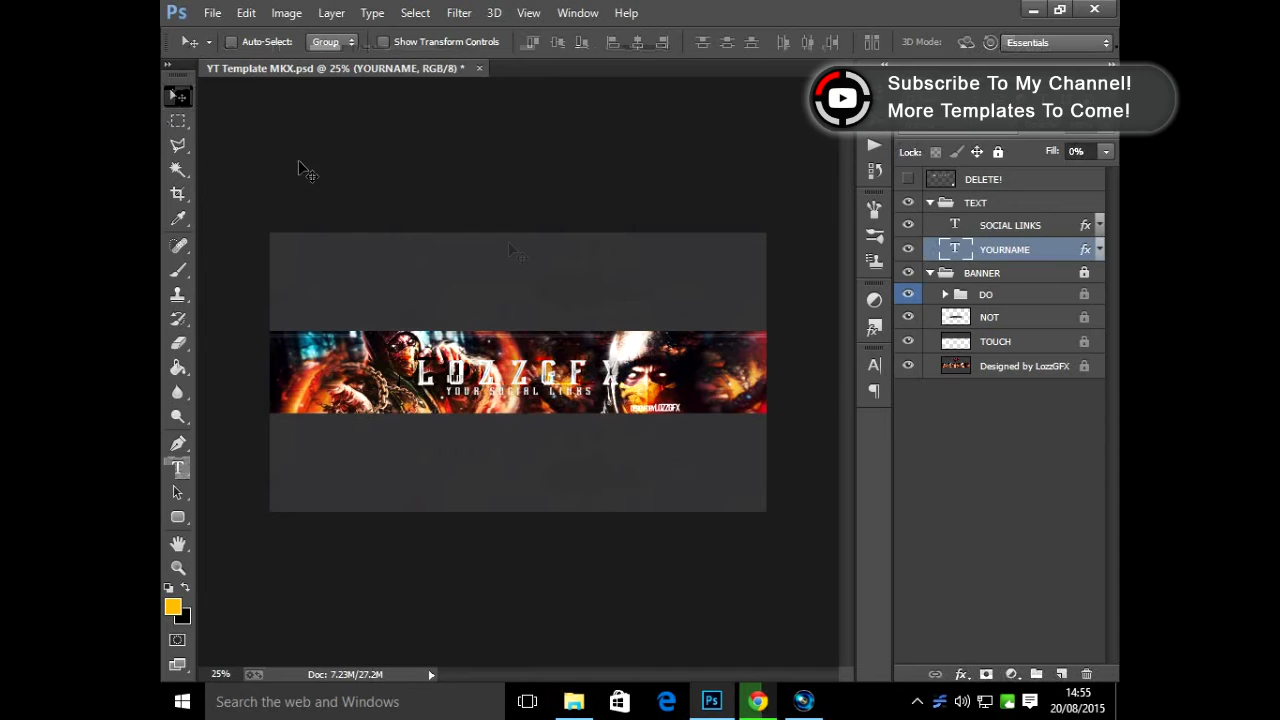 Ps File Edit Image Layer Type Select Filter 3D View Window Help
Auto-Select: Group Show Transform Controls 3D Mode: Essentials
YT Template MKX.psd @ 25% (YOURNAME, RGB/8) *
Subscribe To My Channel!
More Templates To Come!
Lock: Fill: 0%
DELETE!
TEXT
T SOCIAL LINKS fx
T YOURNAME fx
BANNER
DO
NOT
TOUCH
Designed by LozzGFX
LOZZGFX
YOUR SOCIAL LINKS
25% Doc: 7.23M/27.2M
Search the web and Windows
Ps
14:55
20/08/2015